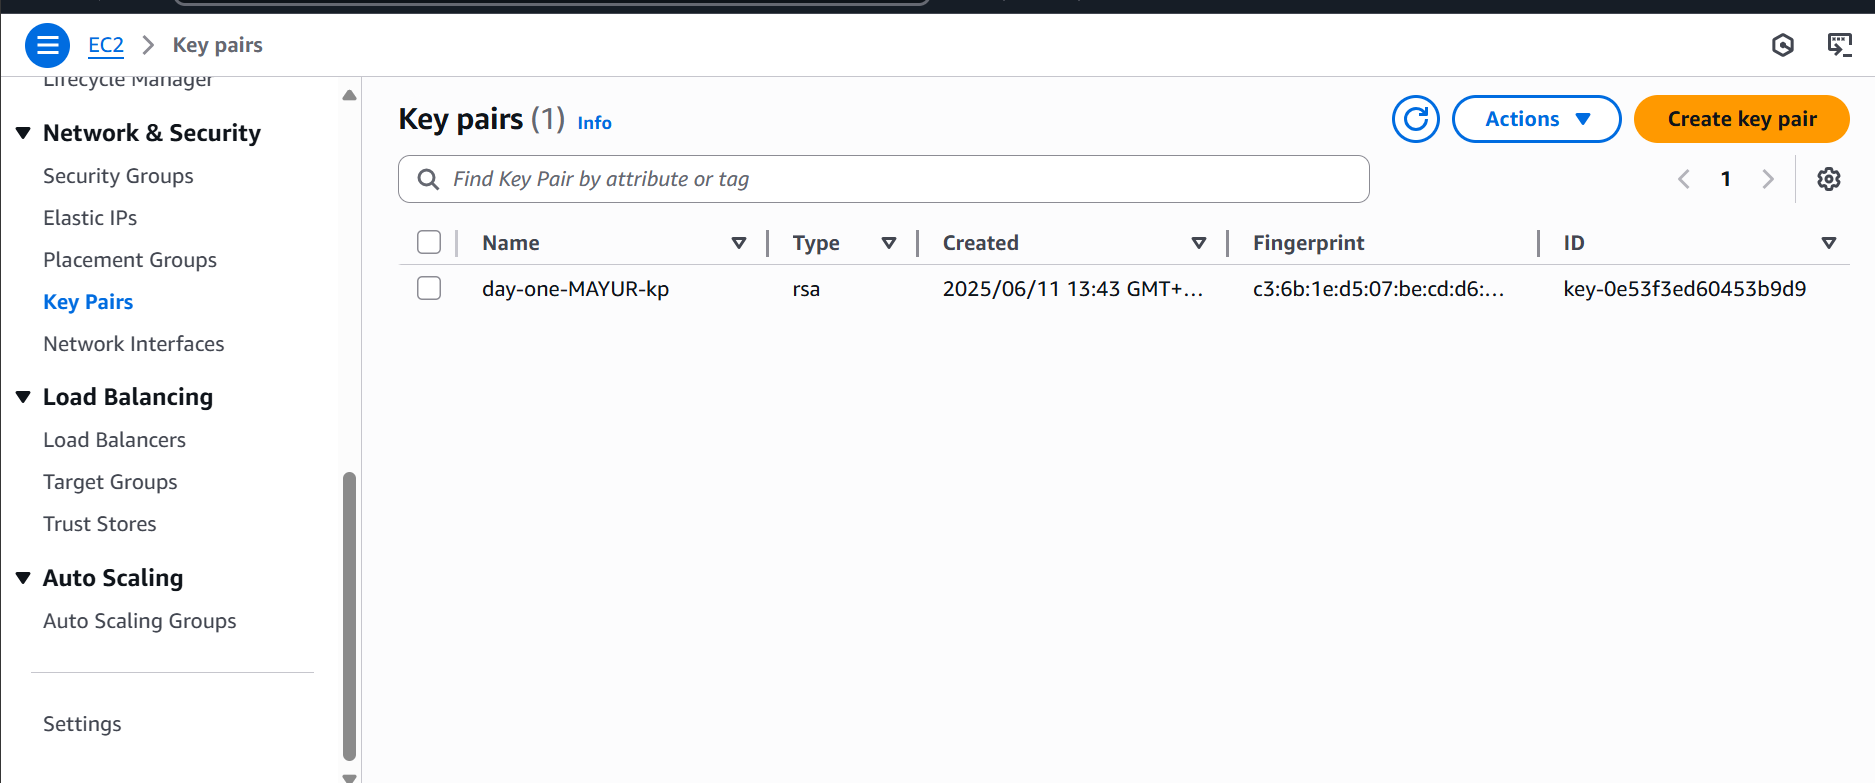 EC2 > Key pairs
Lifecycle Manager
Network & Security
Security Groups
Elastic IPs
Placement Groups
Key Pairs
Network Interfaces
Load Balancing
Load Balancers
Target Groups
Trust Stores
Auto Scaling
Auto Scaling Groups
Settings
Key pairs (1) Info
Actions
Create key pair
Find Key Pair by attribute or tag
1
Name Type Created Fingerprint ID
day-one-MAYUR-kp rsa 2025/06/11 13:43 GMT+... c3:6b:1e:d5:07:be:cd:d6:... key-0e53f3ed60453b9d9